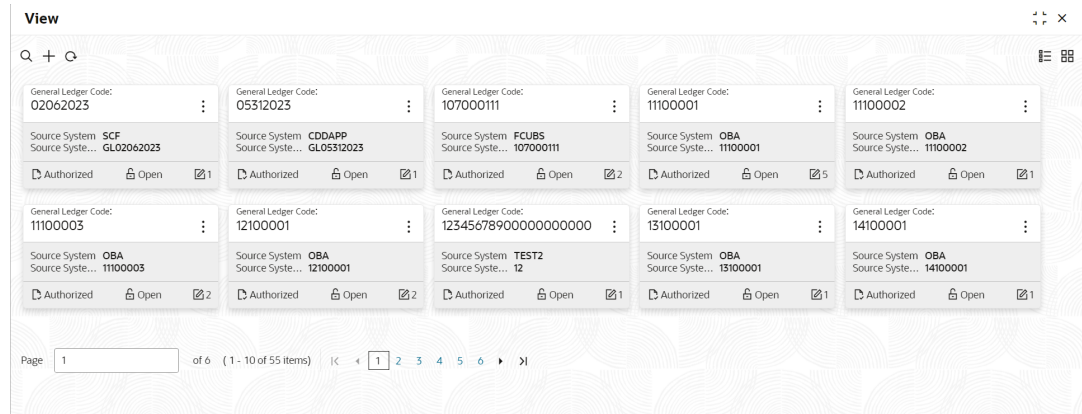 View
General Ledger Code:
02062023
Source System SCF
Source Syste... GL02062023
Authorized Open 1
General Ledger Code:
05312023
Source System CDDAPP
Source Syste... GL05312023
Authorized Open 1
General Ledger Code:
107000111
Source System FCUBS
Source Syste... 107000111
Authorized Open 2
General Ledger Code:
11100001
Source System OBA
Source Syste... 11100001
Authorized Open 5
General Ledger Code:
11100002
Source System OBA
Source Syste... 11100002
Authorized Open 1
General Ledger Code:
11100003
Source System OBA
Source Syste... 11100003
Authorized Open 2
General Ledger Code:
12100001
Source System OBA
Source Syste... 12100001
Authorized Open 2
General Ledger Code:
12345678900000000000
Source System TEST2
Source Syste... 12
Authorized Open 1
General Ledger Code:
13100001
Source System OBA
Source Syste... 13100001
Authorized Open 1
General Ledger Code:
14100001
Source System OBA
Source Syste... 14100001
Authorized Open 1
Page 1 of 6 (1 - 10 of 55 items) 1 2 3 4 5 6